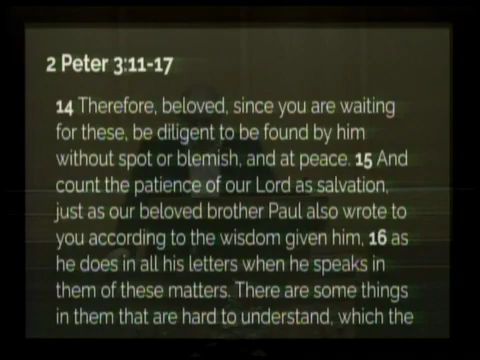 2 Peter 3:11-17
14 Therefore, beloved, since you are waiting
for these, be diligent to be found by him
without spot or blemish, and at peace. 15 And
count the patience of our Lord as salvation,
just as our beloved brother Paul also wrote to
you according to the wisdom given him, 16 as
he does in all his letters when he speaks in
them of these matters. There are some things
in them that are hard to understand, which the